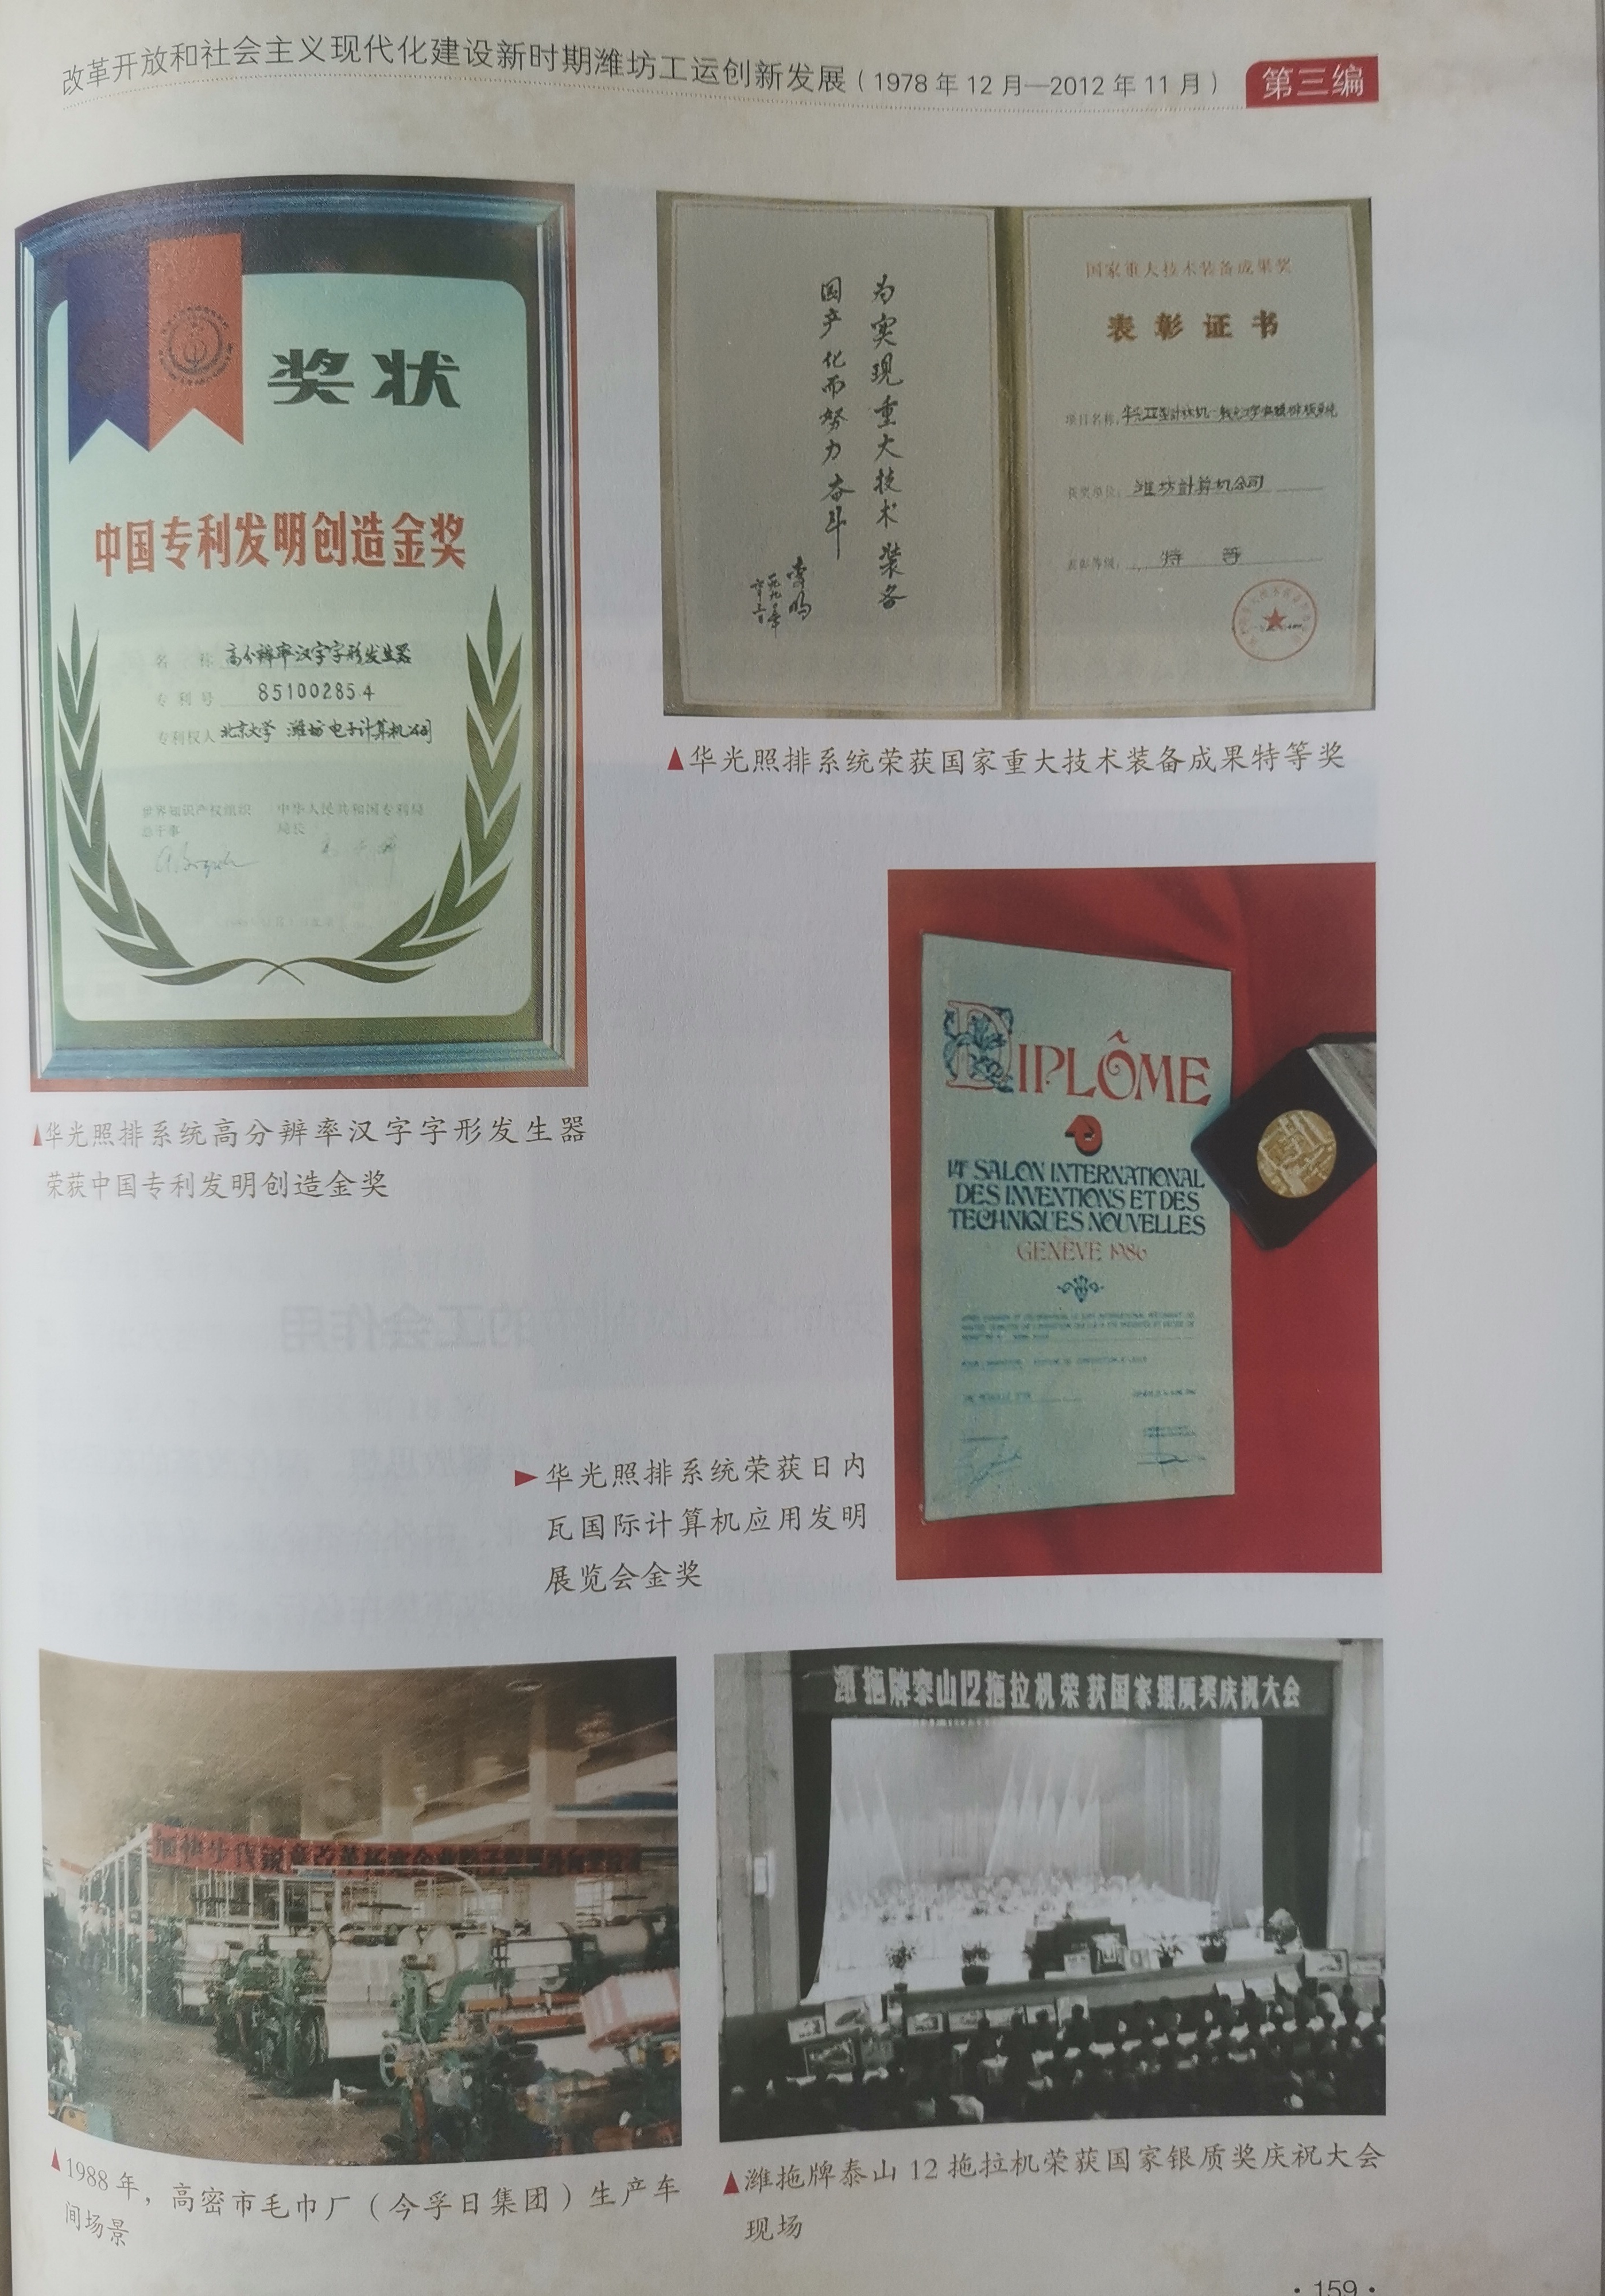 改革开放和社会主义现代化建设新时期潍坊工运创新发展（1978年12月—2012年11月）
第三编
奖状
中国专利发明创造金奖
名 称 高分辨率汉字字形发生器
专利号 85100285.4
专利权人 北京大学 潍坊电子计算机公司
世界知识产权组织 中华人民共和国专利局
总干事 局长
▲华光照排系统高分辨率汉字字形发生器
荣获中国专利发明创造金奖
为实现重大技术装备
国产化而努力奋斗
国家重大技术装备成果奖
表彰证书
项目名称:
获奖单位: 潍坊计算机公司
表彰等级: 特 等
▲华光照排系统荣获国家重大技术装备成果特等奖
DIPLÔME
14e SALON INTERNATIONAL
DES INVENTIONS ET DES
TECHNIQUES NOUVELLES
GENÈVE 1986
►华光照排系统荣获日内
瓦国际计算机应用发明
展览会金奖
潍拖牌泰山12拖拉机荣获国家银质奖庆祝大会
▲1988年，高密市毛巾厂（今孚日集团）生产车
间场景
▲潍拖牌泰山12拖拉机荣获国家银质奖庆祝大会
现场
·159·